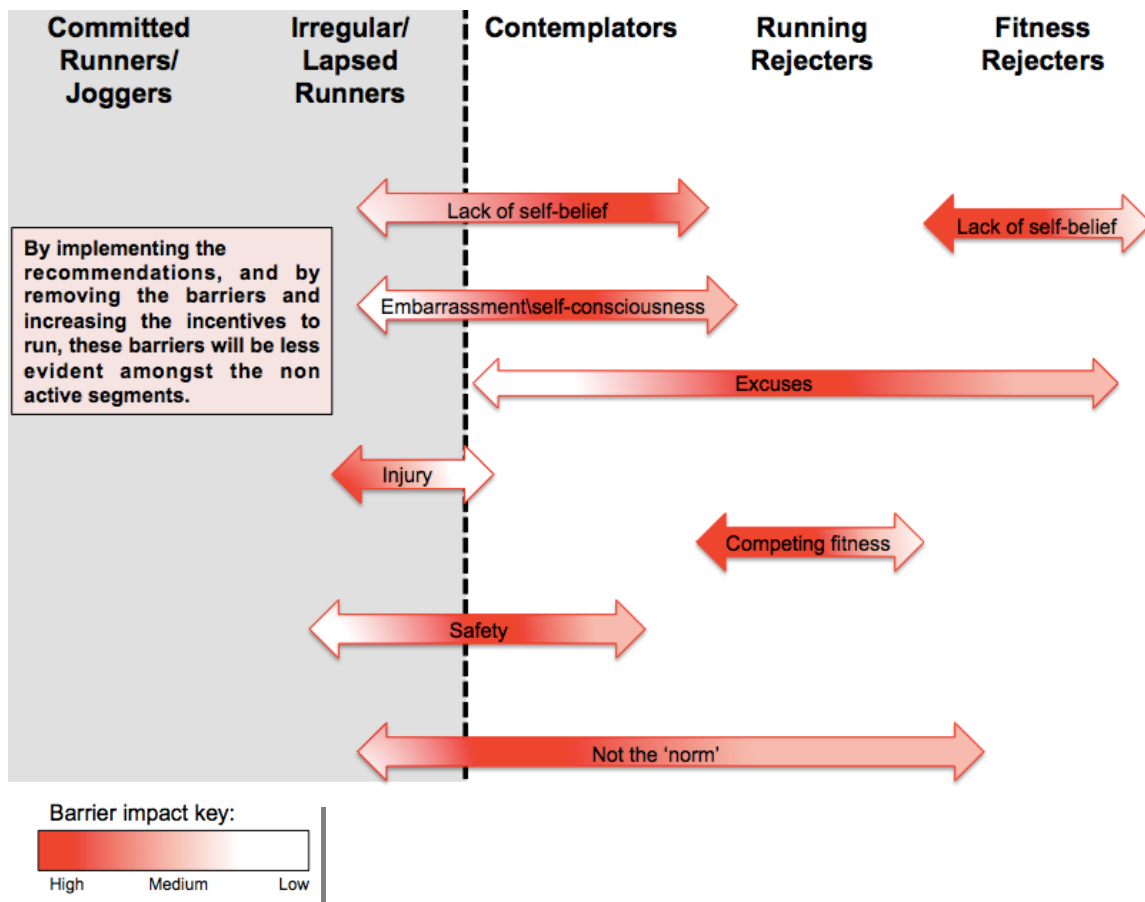 Committed
Runners/
Joggers
Irregular/
Lapsed
Runners
Contemplators
Running
Rejecters
Fitness
Rejecters
Lack of self-belief
Lack of self-belief
By implementing the
recommendations, and by
removing the barriers and
increasing the incentives to
run, these barriers will be less
evident amongst the non
active segments.
Embarrassment\self-consciousness
Excuses
Injury
Competing fitness
Safety
Not the ‘norm’
Barrier impact key:
High Medium Low